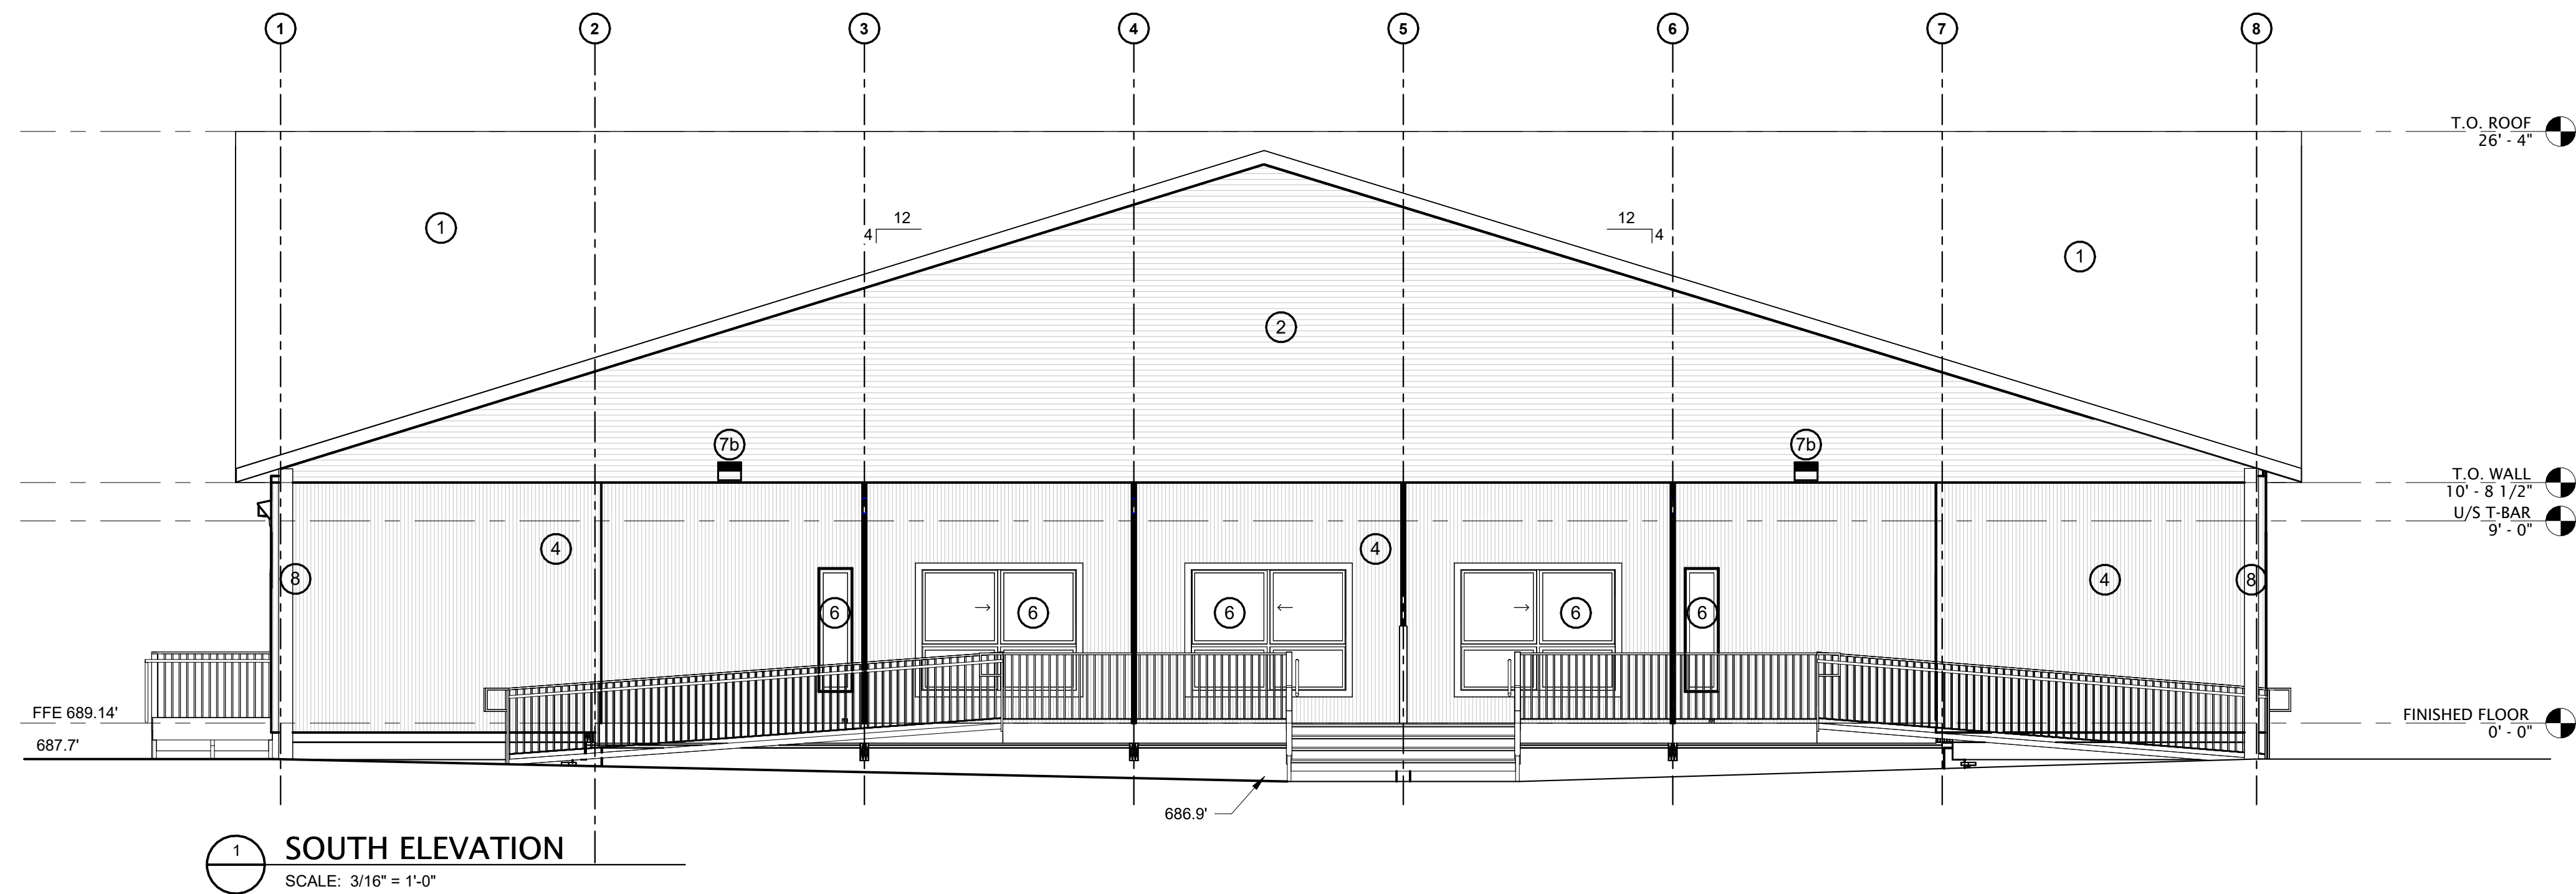 1 2 3 4 5 6 7 8
T.O. ROOF
26' - 4"
12 12
4 4
1
1
2
7b 7b
T.O. WALL
10' - 8 1/2"
U/S T-BAR
9' - 0"
4 4
8 4 8
6 6 6 6 6
FFE 689.14'
FINISHED FLOOR
0' - 0"
687.7'
686.9'
1 SOUTH ELEVATION
SCALE: 3/16" = 1'-0"